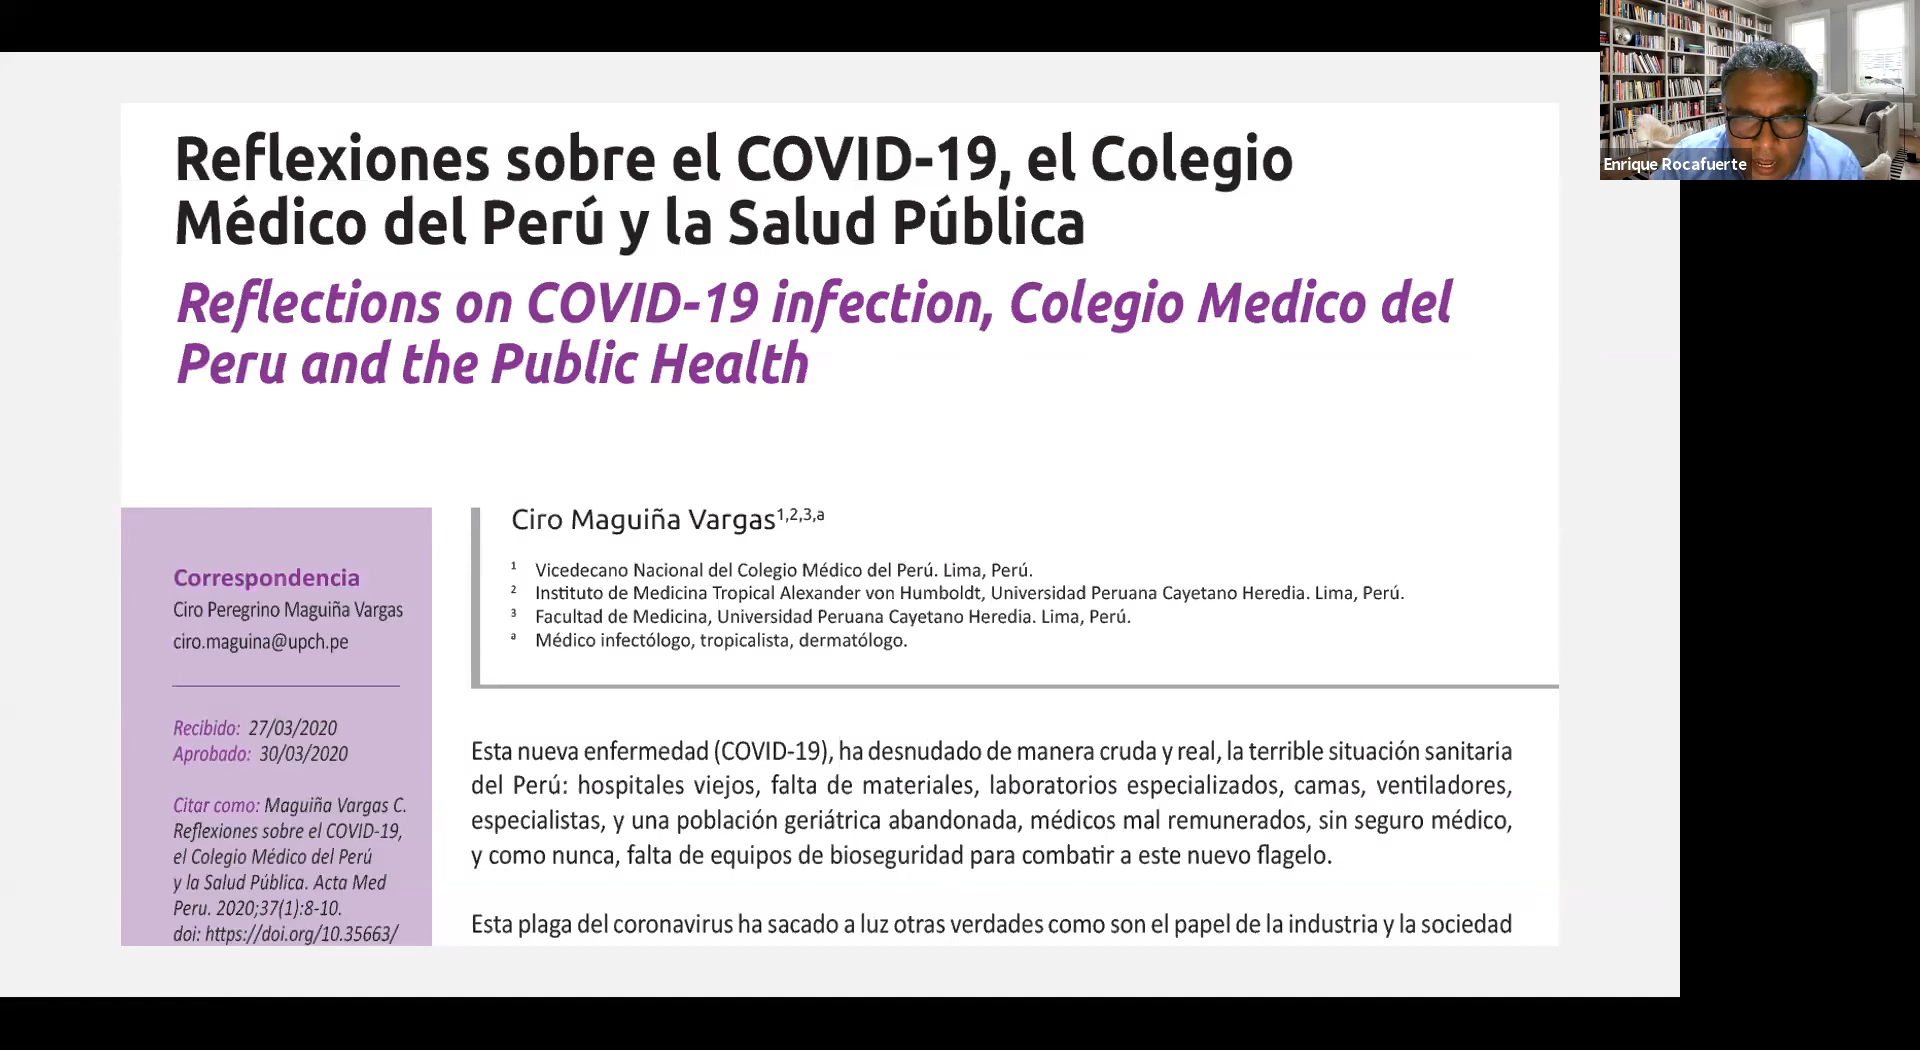 Reflexiones sobre el COVID-19, el Colegio
Médico del Perú y la Salud Pública
Reflections on COVID-19 infection, Colegio Medico del
Peru and the Public Health
Enrique Rocafuerte
Ciro Maguiña Vargas1,2,3,a
1 Vicedecano Nacional del Colegio Médico del Perú. Lima, Perú.
2 Instituto de Medicina Tropical Alexander von Humboldt, Universidad Peruana Cayetano Heredia. Lima, Perú.
3 Facultad de Medicina, Universidad Peruana Cayetano Heredia. Lima, Perú.
a Médico infectólogo, tropicalista, dermatólogo.
Correspondencia
Ciro Peregrino Maguiña Vargas
ciro.maguina@upch.pe
Recibido: 27/03/2020
Aprobado: 30/03/2020
Citar como: Maguiña Vargas C.
Reflexiones sobre el COVID-19,
el Colegio Médico del Perú
y la Salud Pública. Acta Med
Peru. 2020;37(1):8-10.
doi: https://doi.org/10.35663/
Esta nueva enfermedad (COVID-19), ha desnudado de manera cruda y real, la terrible situación sanitaria
del Perú: hospitales viejos, falta de materiales, laboratorios especializados, camas, ventiladores,
especialistas, y una población geriátrica abandonada, médicos mal remunerados, sin seguro médico,
y como nunca, falta de equipos de bioseguridad para combatir a este nuevo flagelo.
Esta plaga del coronavirus ha sacado a luz otras verdades como son el papel de la industria y la sociedad